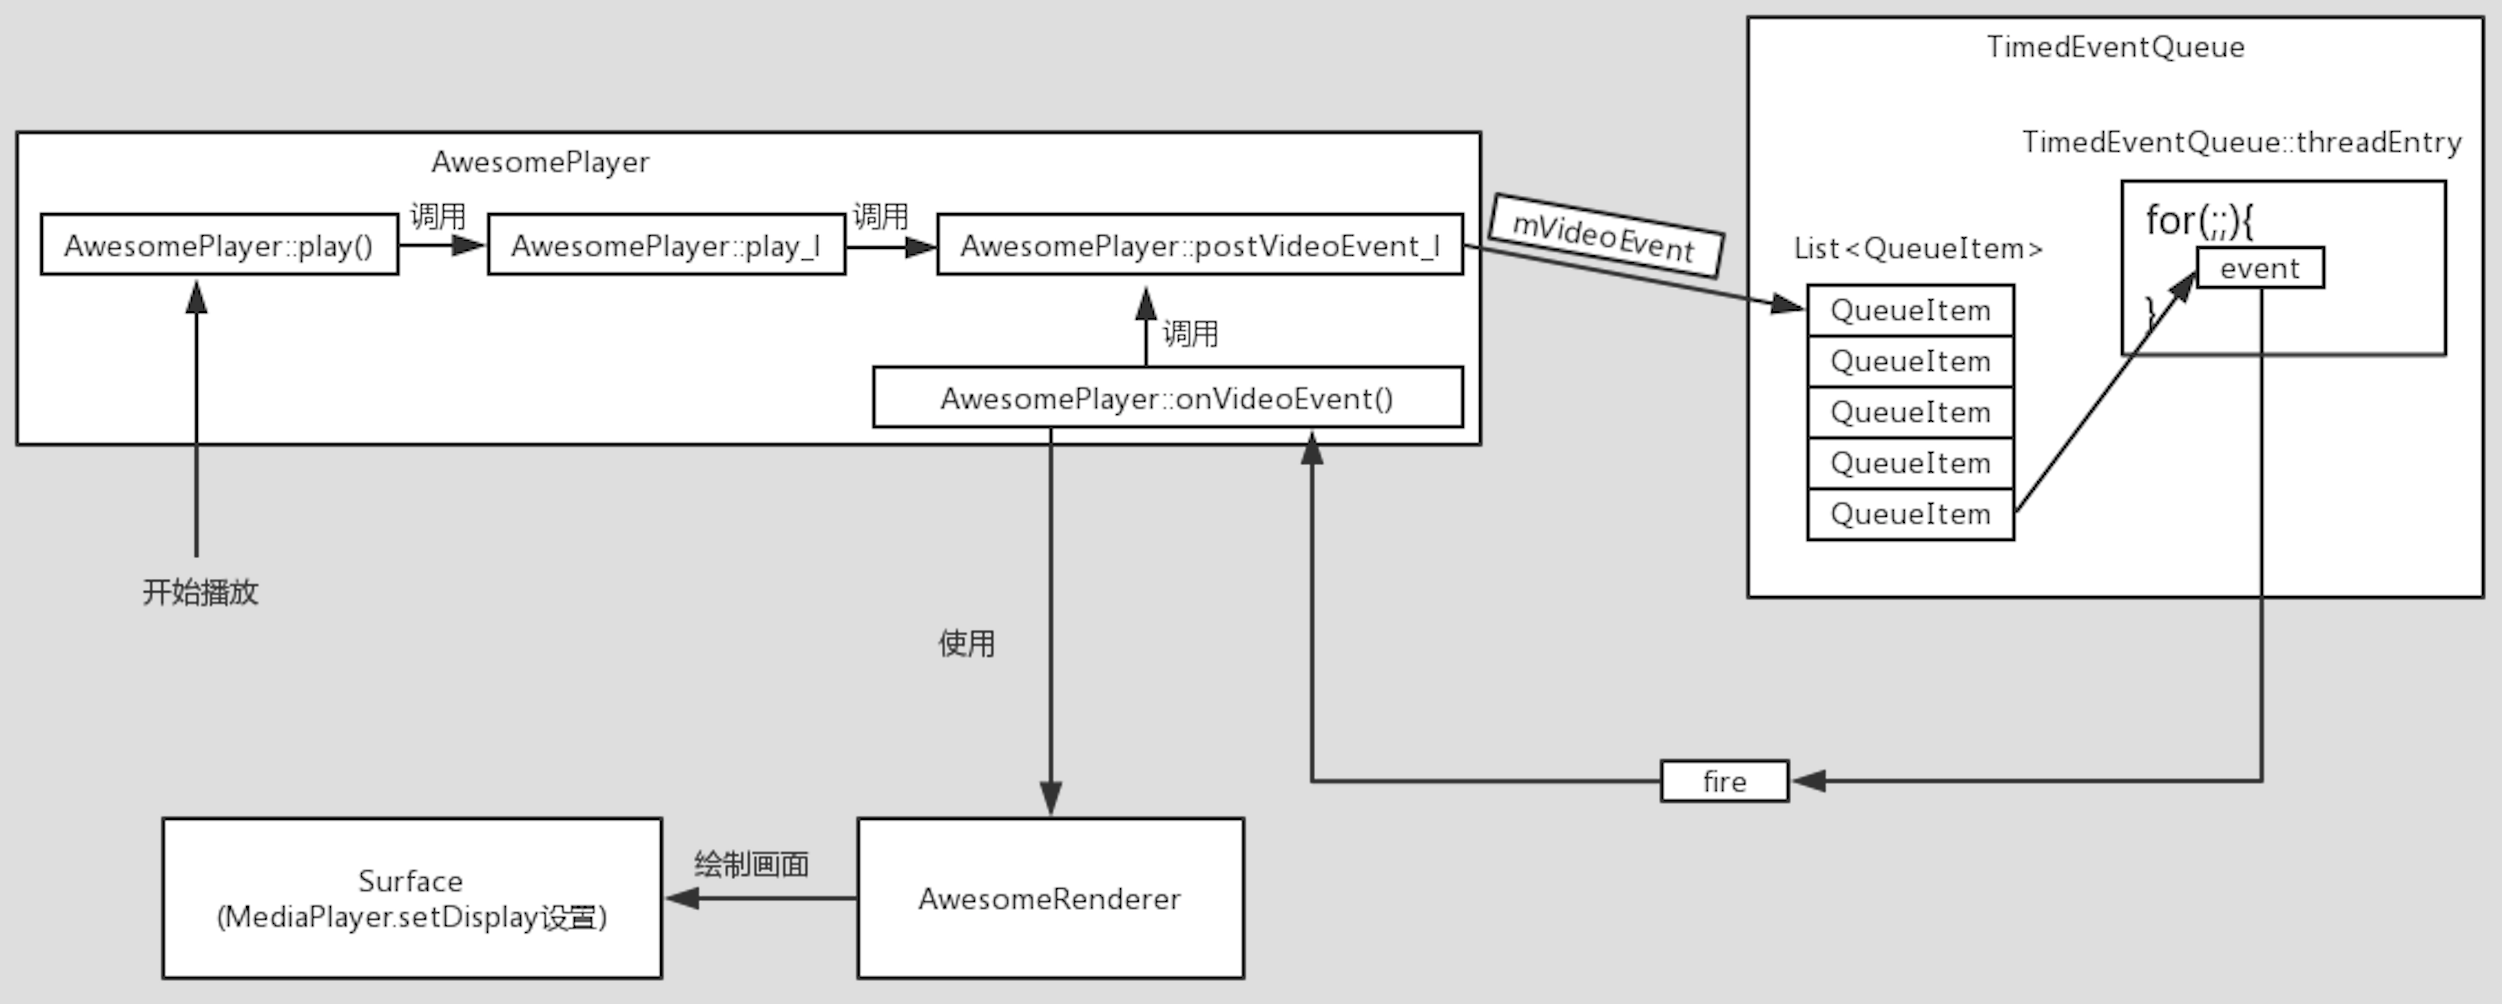 TimedEventQueue
TimedEventQueue::threadEntry
AwesomePlayer
调用
调用
AwesomePlayer::play()
AwesomePlayer::play_l
AwesomePlayer::postVideoEvent_l
mVideoEvent
for(;;){
event
}
List<QueueItem>
QueueItem
QueueItem
QueueItem
QueueItem
QueueItem
调用
AwesomePlayer::onVideoEvent()
开始播放
使用
fire
绘制画面
Surface
(MediaPlayer.setDisplay设置)
AwesomeRenderer